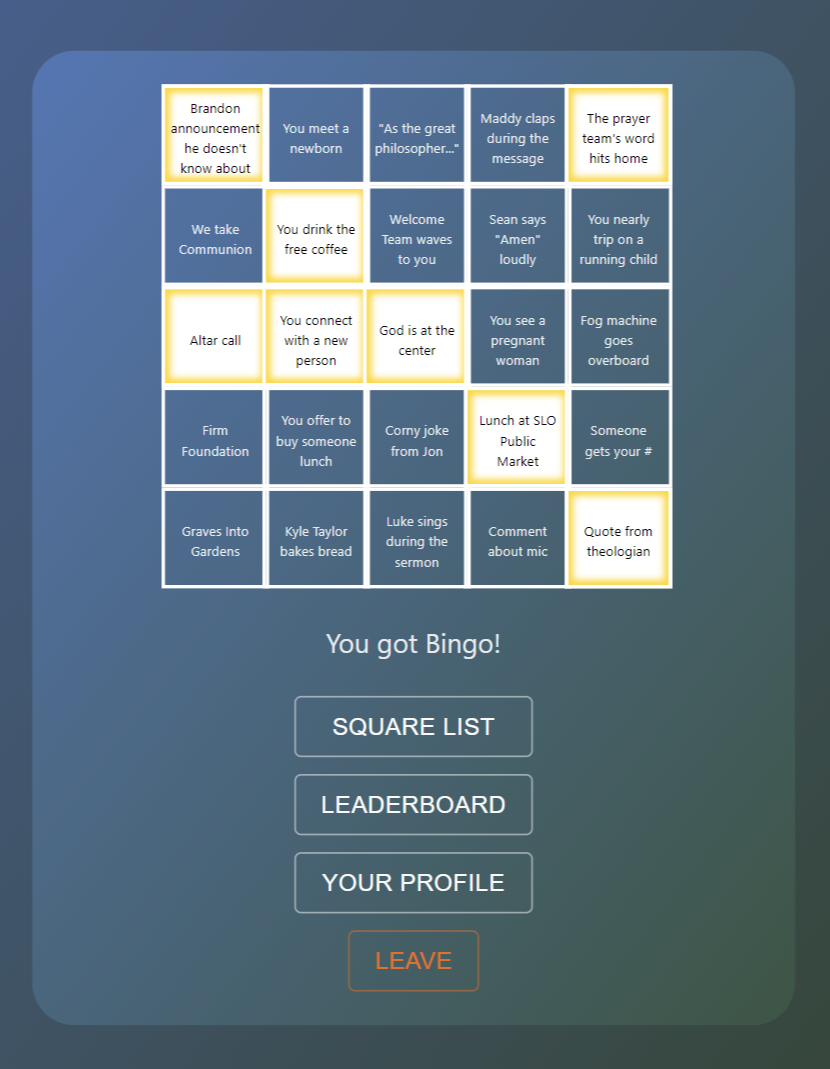 Brandon
announcement
he doesn't
know about
You meet a
newborn
"As the great
philosopher..."
Maddy claps
during the
message
The prayer
team's word
hits home
We take
Communion
You drink the
free coffee
Welcome
Team waves
to you
Sean says
"Amen"
loudly
You nearly
trip on a
running child
Altar call
You connect
with a new
person
God is at the
center
You see a
pregnant
woman
Fog machine
goes
overboard
Firm
Foundation
You offer to
buy someone
lunch
Corny joke
from Jon
Lunch at SLO
Public
Market
Someone
gets your #
Graves Into
Gardens
Kyle Taylor
bakes bread
Luke sings
during the
sermon
Comment
about mic
Quote from
theologian
You got Bingo!
SQUARE LIST
LEADERBOARD
YOUR PROFILE
LEAVE